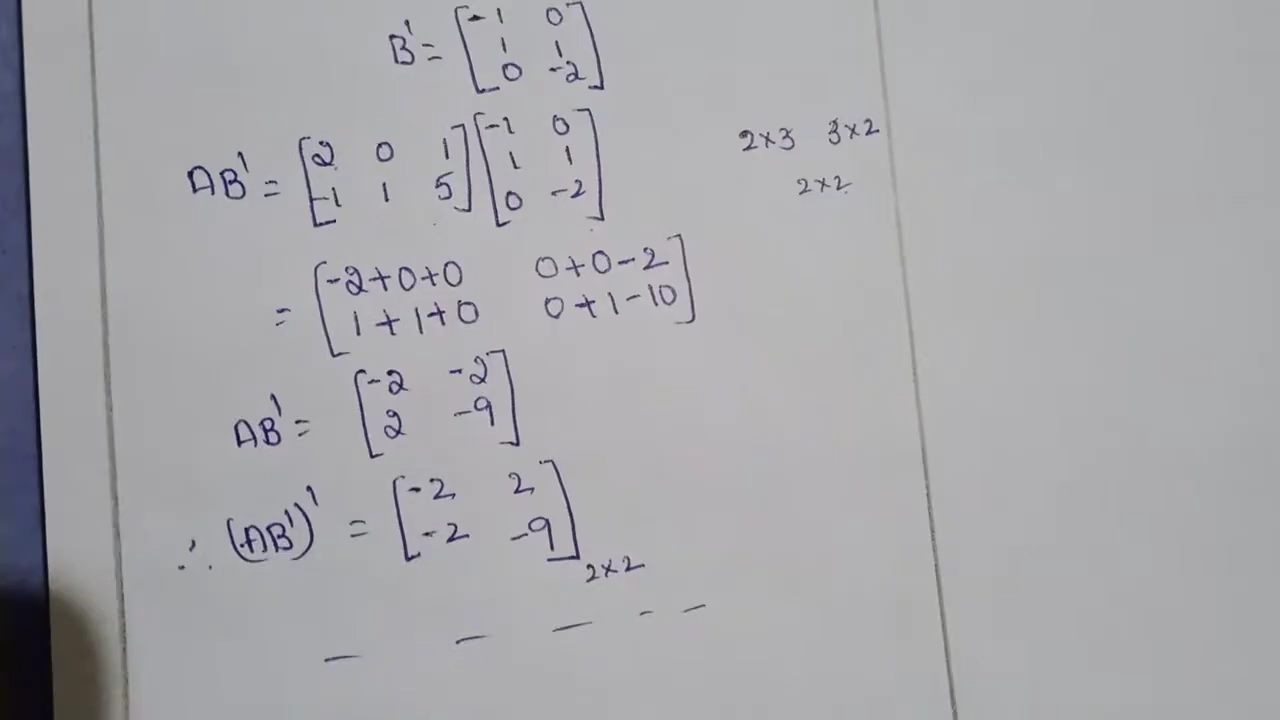 B' = [-1 0
1 1
0 -2]
AB' = [2 0 1
-1 1 5] [-1 0
1 1
0 -2]
2×3 3×2
2×2
= [-2+0+0 0+0-2
1+1+0 0+1-10]
AB' = [-2 -2
2 -9]
∴ (AB')' = [-2 2
-2 -9] 2×2